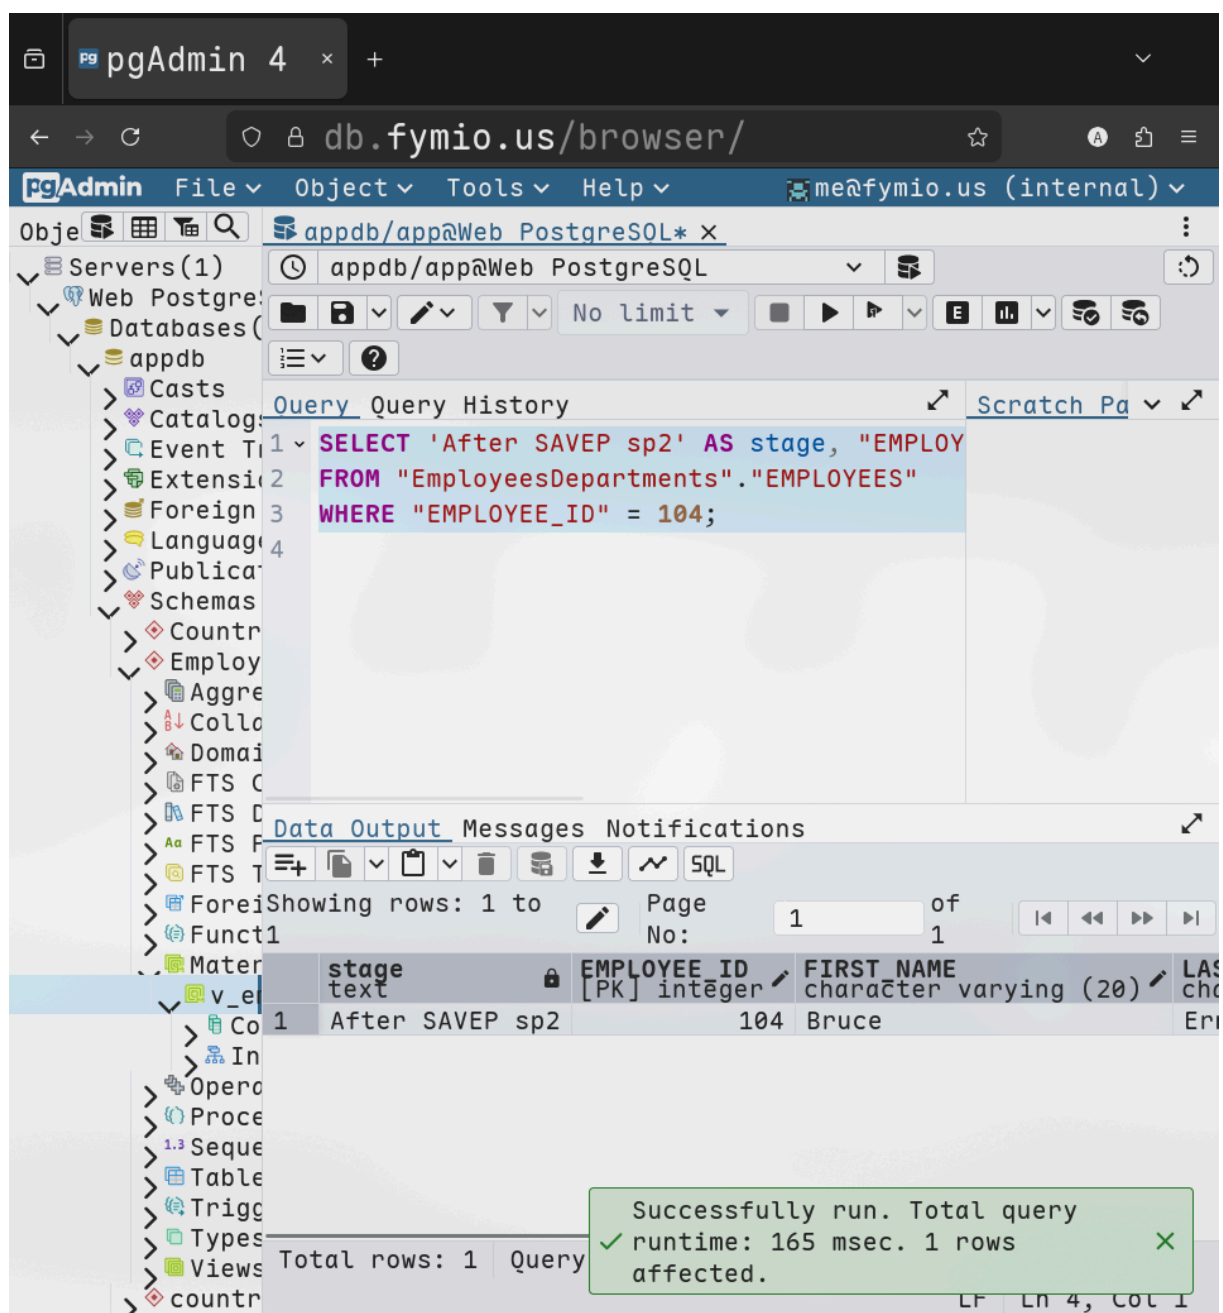 pgAdmin 4
db.fymio.us/browser/
pgAdmin File Object Tools Help me@fymio.us (internal)
Obje
appdb/app@Web PostgreSQL*
Servers(1)
appdb/app@Web PostgreSQL
Web Postgre
No limit
Databases(
appdb
Casts
Query Query History Scratch Pa
Catalog
Event T
Extensi
Foreign
Languag
Publica
Schemas
1 SELECT 'After SAVEP sp2' AS stage, "EMPLOY
2 FROM "EmployeesDepartments"."EMPLOYEES"
3 WHERE "EMPLOYEE_ID" = 104;
4
Countr
Employ
Aggre
Colla
Domai
FTS C
FTS D
FTS F
FTS T
Forei
Funct
Mater
v_e
Co
In
Opera
Proce
1.3 Seque
Table
Trigg
Types
Views
countr
Data Output Messages Notifications
SQL
Showing rows: 1 to 1
Page No: 1 of 1
stage EMPLOYEE_ID FIRST_NAME LAS
text [PK] integer character varying (20) cha
1 After SAVEP sp2 104 Bruce Er
Successfully run. Total query
runtime: 165 msec. 1 rows
affected.
Total rows: 1 Query
LF Ln 4, Col 1